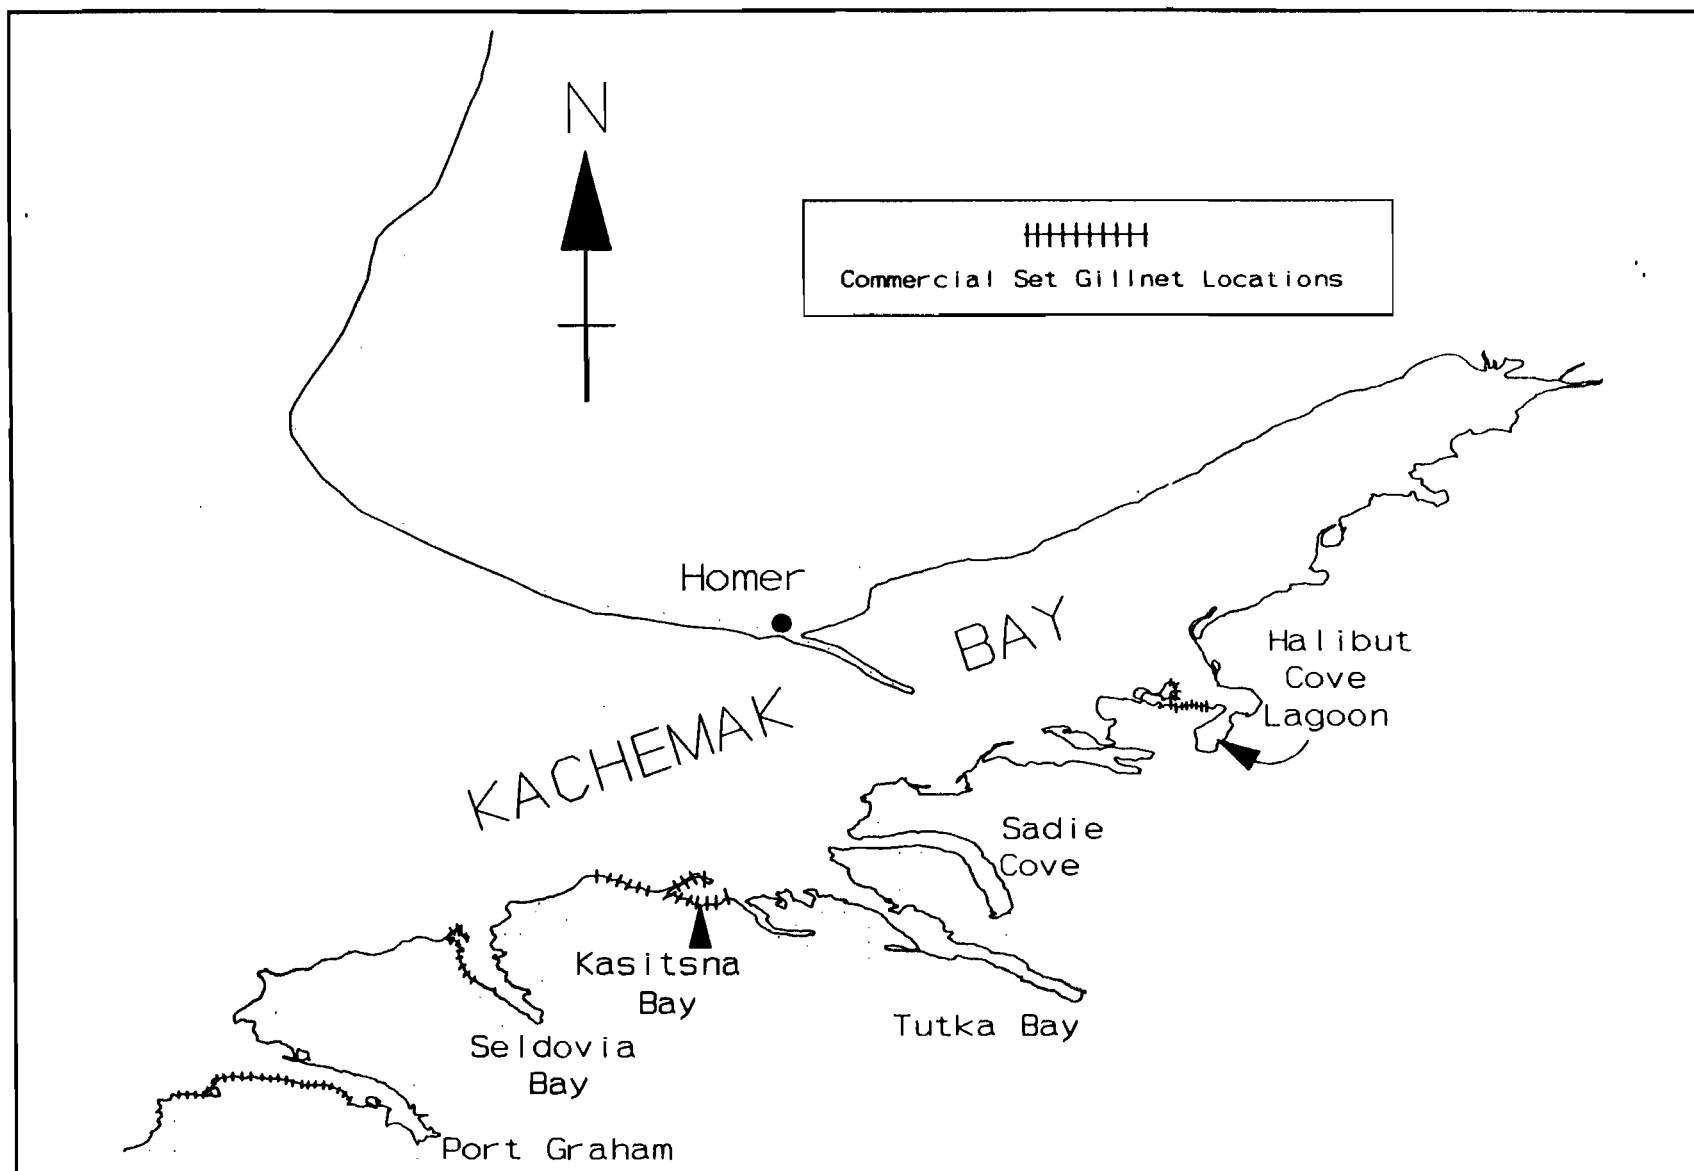 N
Commercial Set Gillnet Locations
Homer
KACHEMAK BAY
Halibut
Cove
Lagoon
Sadie
Cove
Kasitsna
Bay
Tutka Bay
Seldovia
Bay
Port Graham